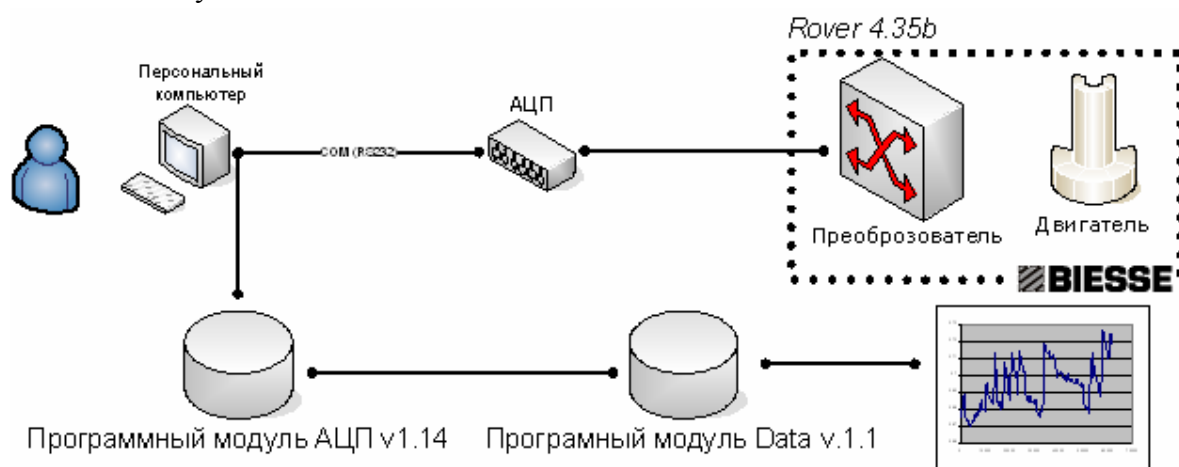 Rover 4.35b
Персональный
компьютер
АЦП
COM (RS232)
Преоброзователь
Двигатель
BIESSE
Программный модуль АЦП v1.14
Програмный модуль Data v.1.1